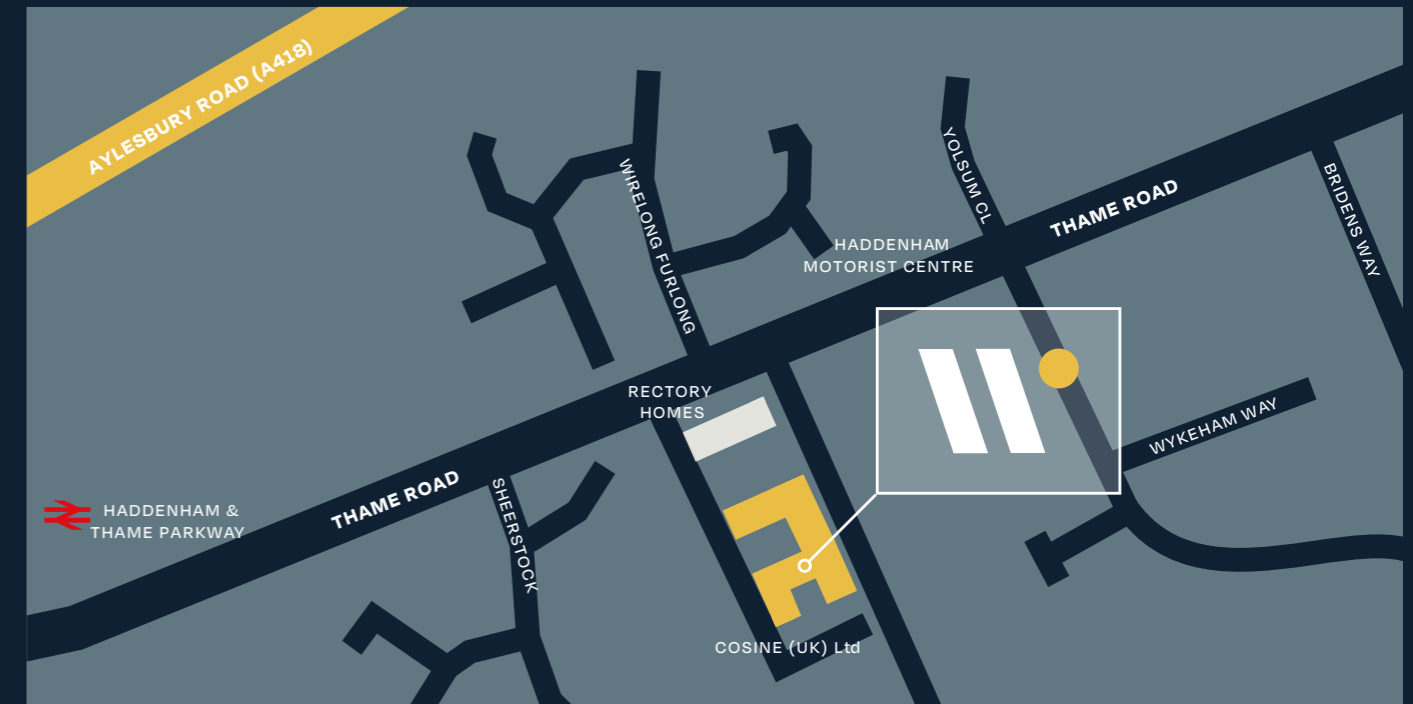 AYLESBURY ROAD (A418)
WIRELONG FURLONG
YOLSUM CL
THAME ROAD
BRIDENS WAY
HADDENHAM
MOTORIST CENTRE
RECTORY
HOMES
WYKEHAM WAY
THAME ROAD
SHEERSTOCK
HADDENHAM &
THAME PARKWAY
COSINE (UK) Ltd